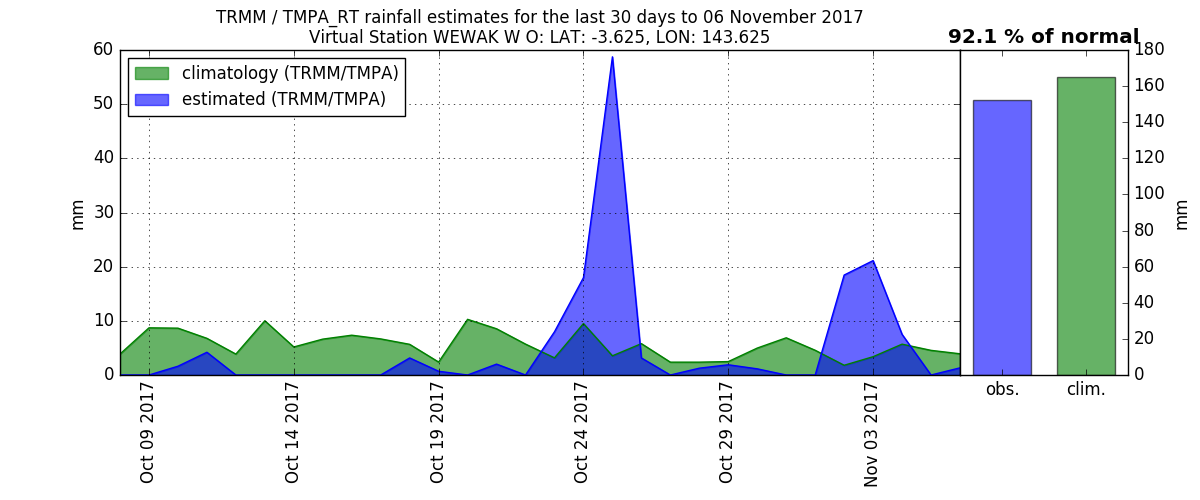 TRMM / TMPA_RT rainfall estimates for the last 30 days to 06 November 2017
Virtual Station WEWAK W O: LAT: -3.625, LON: 143.625
92.1 % of normal
climatology (TRMM/TMPA)
estimated (TRMM/TMPA)
60
50
40
30
20
10
0
mm
Oct 09 2017
Oct 14 2017
Oct 19 2017
Oct 24 2017
Oct 29 2017
Nov 03 2017
obs.
clim.
180
160
140
120
100
80
60
40
20
0
mm